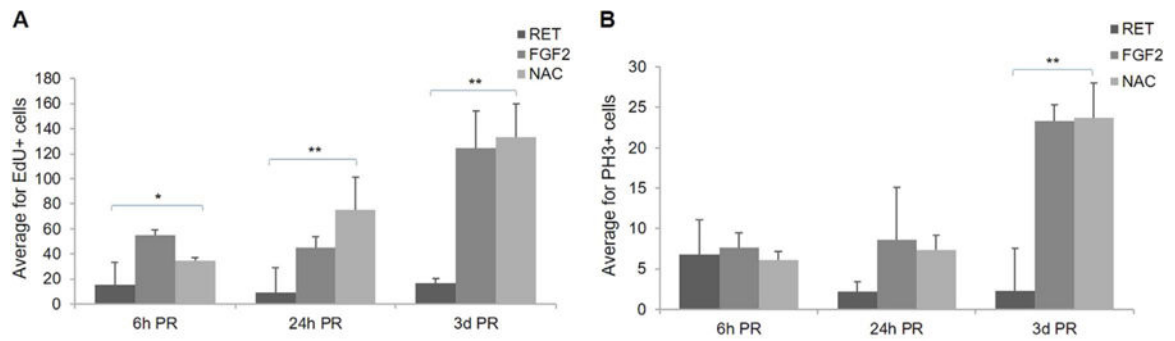 A
RET
FGF2
NAC
Average for EdU+ cells
180
160
140
120
100
80
60
40
20
0
*
**
**
6h PR
24h PR
3d PR
B
RET
FGF2
NAC
Average for PH3+ cells
30
25
20
15
10
5
0
**
6h PR
24h PR
3d PR